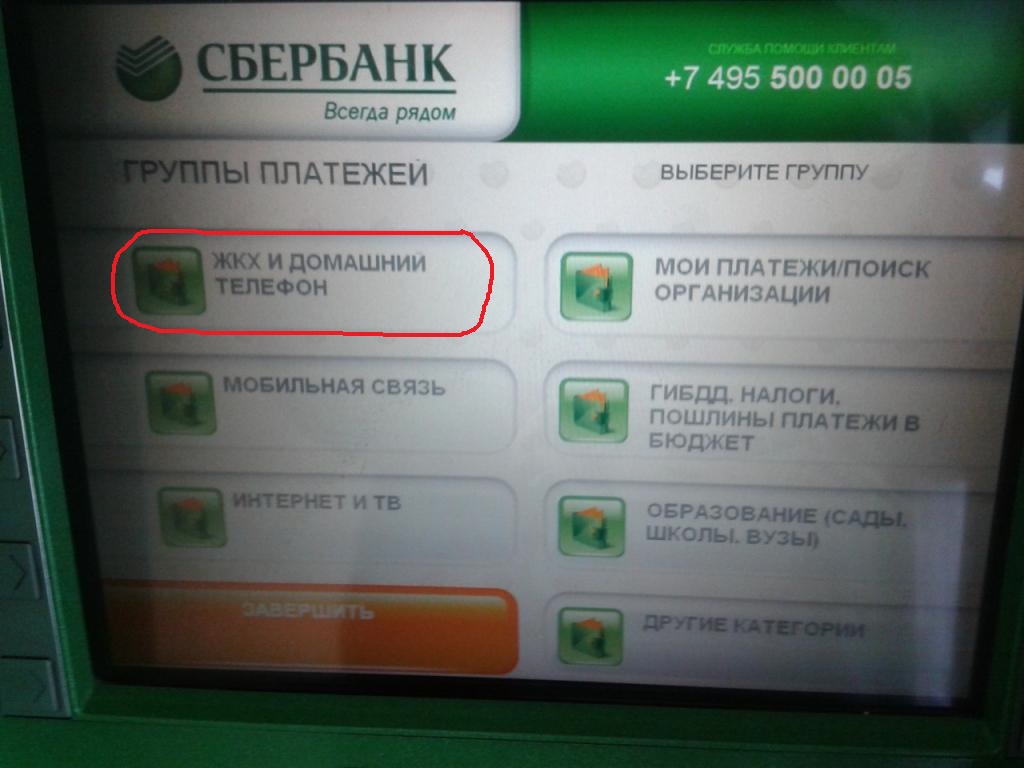 СБЕРБАНК
Всегда рядом
СЛУЖБА ПОМОЩИ КЛИЕНТАМ
+7 495 500 00 05
ГРУППЫ ПЛАТЕЖЕЙ
ВЫБЕРИТЕ ГРУППУ
ЖКХ И ДОМАШНИЙ
ТЕЛЕФОН
МОИ ПЛАТЕЖИ/ПОИСК
ОРГАНИЗАЦИИ
МОБИЛЬНАЯ СВЯЗЬ
ГИБДД, НАЛОГИ,
ПОШЛИНЫ ПЛАТЕЖИ В
БЮДЖЕТ
ИНТЕРНЕТ И ТВ
ОБРАЗОВАНИЕ (САДЫ,
ШКОЛЫ, ВУЗЫ)
ЗАВЕРШИТЬ
ДРУГИЕ КАТЕГОРИИ